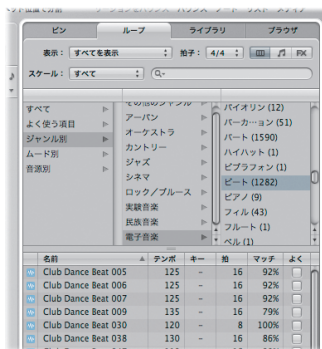 ビン ループ ライブラリ ブラウザ
表示： すべてを表示 拍子： 4/4 FX
スケール： すべて
すべて
よく使う項目
ジャンル別
ムード別
音源別
その他のジャンル
アーバン
オーケストラ
カントリー
ジャズ
シネマ
ロック／ブルース
実験音楽
民族音楽
電子音楽
バイオリン (12)
パーカ…ョン (51)
パート (1590)
ハイハット (1)
ビブラフォン (1)
ビート (1282)
ピアノ (9)
フィル (43)
フルート (1)
ベル (1)
名前 テンポ キー 拍 マッチ よく
Club Dance Beat 005 125 – 16 92%
Club Dance Beat 006 125 – 16 92%
Club Dance Beat 007 125 – 16 92%
Club Dance Beat 009 135 – 16 79%
Club Dance Beat 030 120 – 8 100%
Club Dance Beat 038 130 – 16 86%